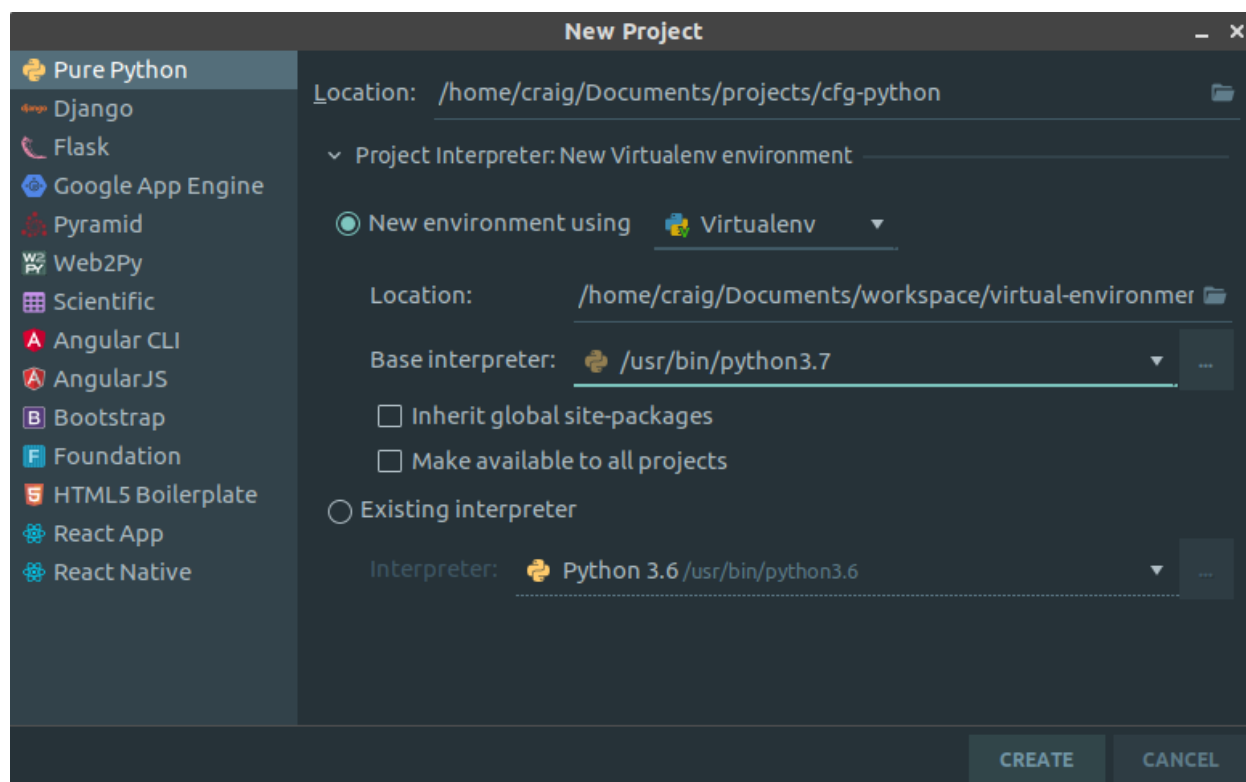 New Project
Pure Python
django Django
Flask
Google App Engine
Pyramid
W2PY Web2Py
Scientific
A Angular CLI
A AngularJS
B Bootstrap
F Foundation
5 HTML5 Boilerplate
React App
React Native
Location: /home/craig/Documents/projects/cfg-python
Project Interpreter: New Virtualenv environment
New environment using Virtualenv
Location: /home/craig/Documents/workspace/virtual-environmer
Base interpreter: /usr/bin/python3.7 ...
Inherit global site-packages
Make available to all projects
Existing interpreter
Interpreter: Python 3.6 /usr/bin/python3.6 ...
CREATE CANCEL